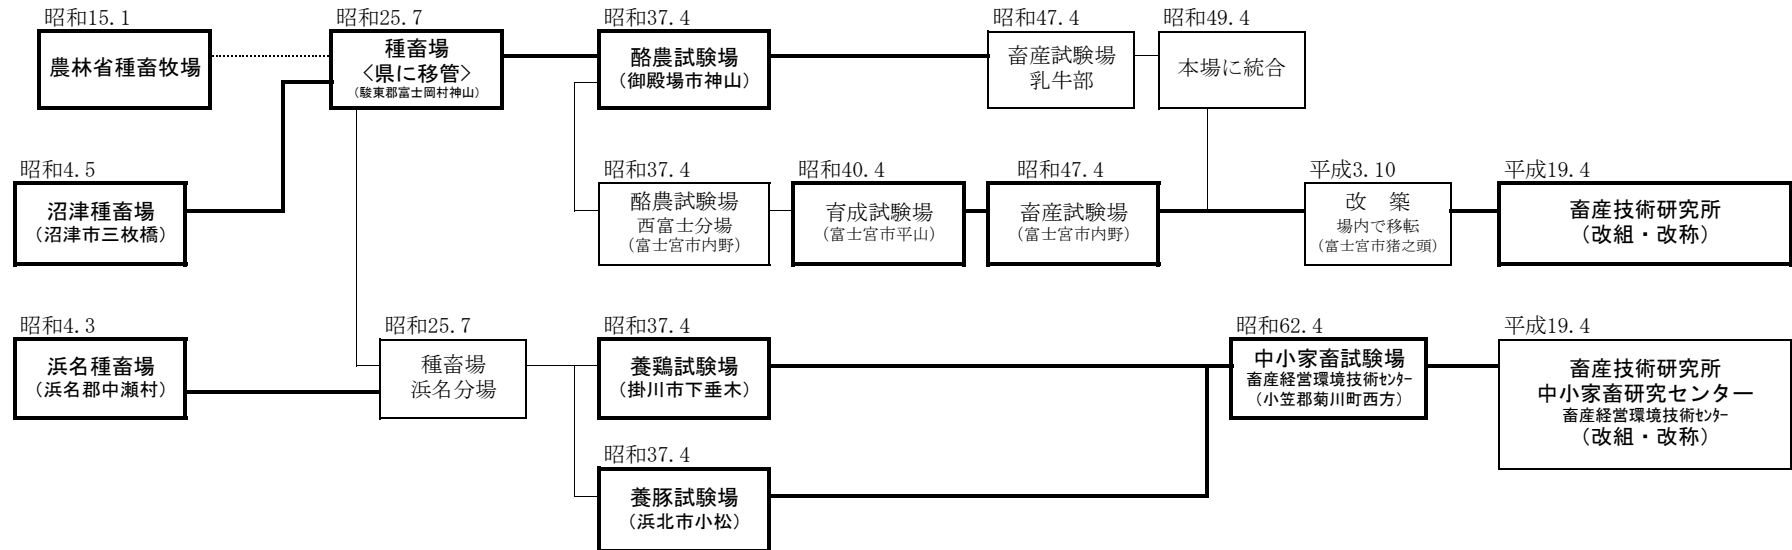 昭和15.1
農林省種畜牧場
昭和25.7
種畜場
<県に移管>
(駿東郡富士岡村神山)
昭和37.4
酪農試験場
(御殿場市神山)
昭和47.4
畜産試験場
乳牛部
昭和49.4
本場に統合
昭和4.5
沼津種畜場
(沼津市三枚橋)
昭和37.4
酪農試験場
西富士分場
(富士宮市内野)
昭和40.4
育成試験場
(富士宮市平山)
昭和47.4
畜産試験場
(富士宮市内野)
平成3.10
改 築
場内で移転
(富士宮市猪之頭)
平成19.4
畜産技術研究所
(改組・改称)
昭和4.3
浜名種畜場
(浜名郡中瀬村)
昭和25.7
種畜場
浜名分場
昭和37.4
養鶏試験場
(掛川市下垂木)
昭和62.4
中小家畜試験場
畜産経営環境技術センター
(小笠郡菊川町西方)
平成19.4
畜産技術研究所
中小家畜研究センター
畜産経営環境技術センター
(改組・改称)
昭和37.4
養豚試験場
(浜北市小松)